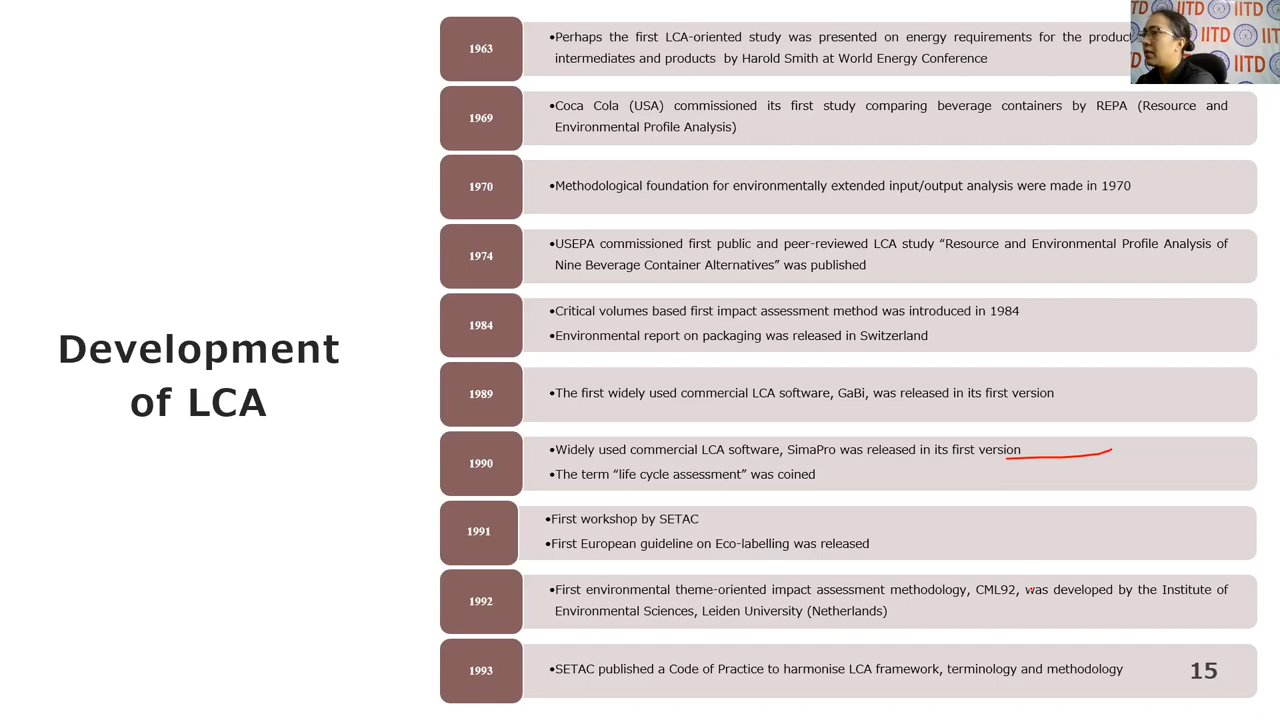 Development
of LCA
1963
•Perhaps the first LCA-oriented study was presented on energy requirements for the
intermediates and products by Harold Smith at World Energy Conference
1969
•Coca Cola (USA) commissioned its first study comparing beverage containers by REPA (Resource and
Environmental Profile Analysis)
1970
•Methodological foundation for environmentally extended input/output analysis were made in 1970
1974
•USEPA commissioned first public and peer-reviewed LCA study “Resource and Environmental Profile Analysis of
Nine Beverage Container Alternatives” was published
1984
•Critical volumes based first impact assessment method was introduced in 1984
•Environmental report on packaging was released in Switzerland
1989
•The first widely used commercial LCA software, GaBi, was released in its first version
1990
•Widely used commercial LCA software, SimaPro was released in its first version
•The term “life cycle assessment” was coined
1991
•First workshop by SETAC
•First European guideline on Eco-labelling was released
1992
•First environmental theme-oriented impact assessment methodology, CML92, was developed by the Institute of
Environmental Sciences, Leiden University (Netherlands)
1993
•SETAC published a Code of Practice to harmonise LCA framework, terminology and methodology
15
IITD
IITD
IITD
IITD